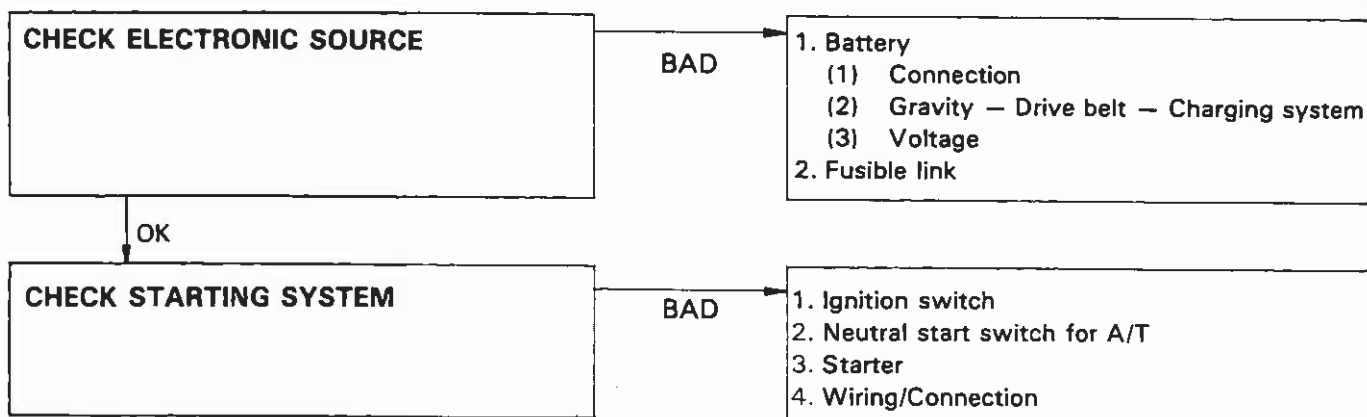 CHECK ELECTRONIC SOURCE
BAD
1. Battery
(1) Connection
(2) Gravity — Drive belt — Charging system
(3) Voltage
2. Fusible link
OK
CHECK STARTING SYSTEM
BAD
1. Ignition switch
2. Neutral start switch for A/T
3. Starter
4. Wiring/Connection